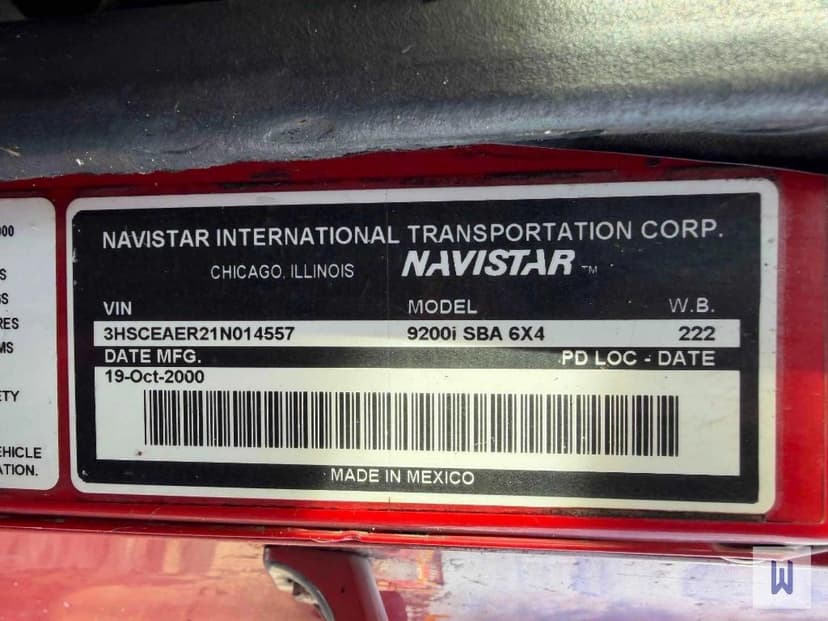 NAVISTAR INTERNATIONAL TRANSPORTATION CORP.
CHICAGO, ILLINOIS NAVISTAR TM
VIN MODEL W.B.
3HSCEAER21N014557 9200i SBA 6X4 222
DATE MFG. PD LOC - DATE
19-Oct-2000
MADE IN MEXICO
W